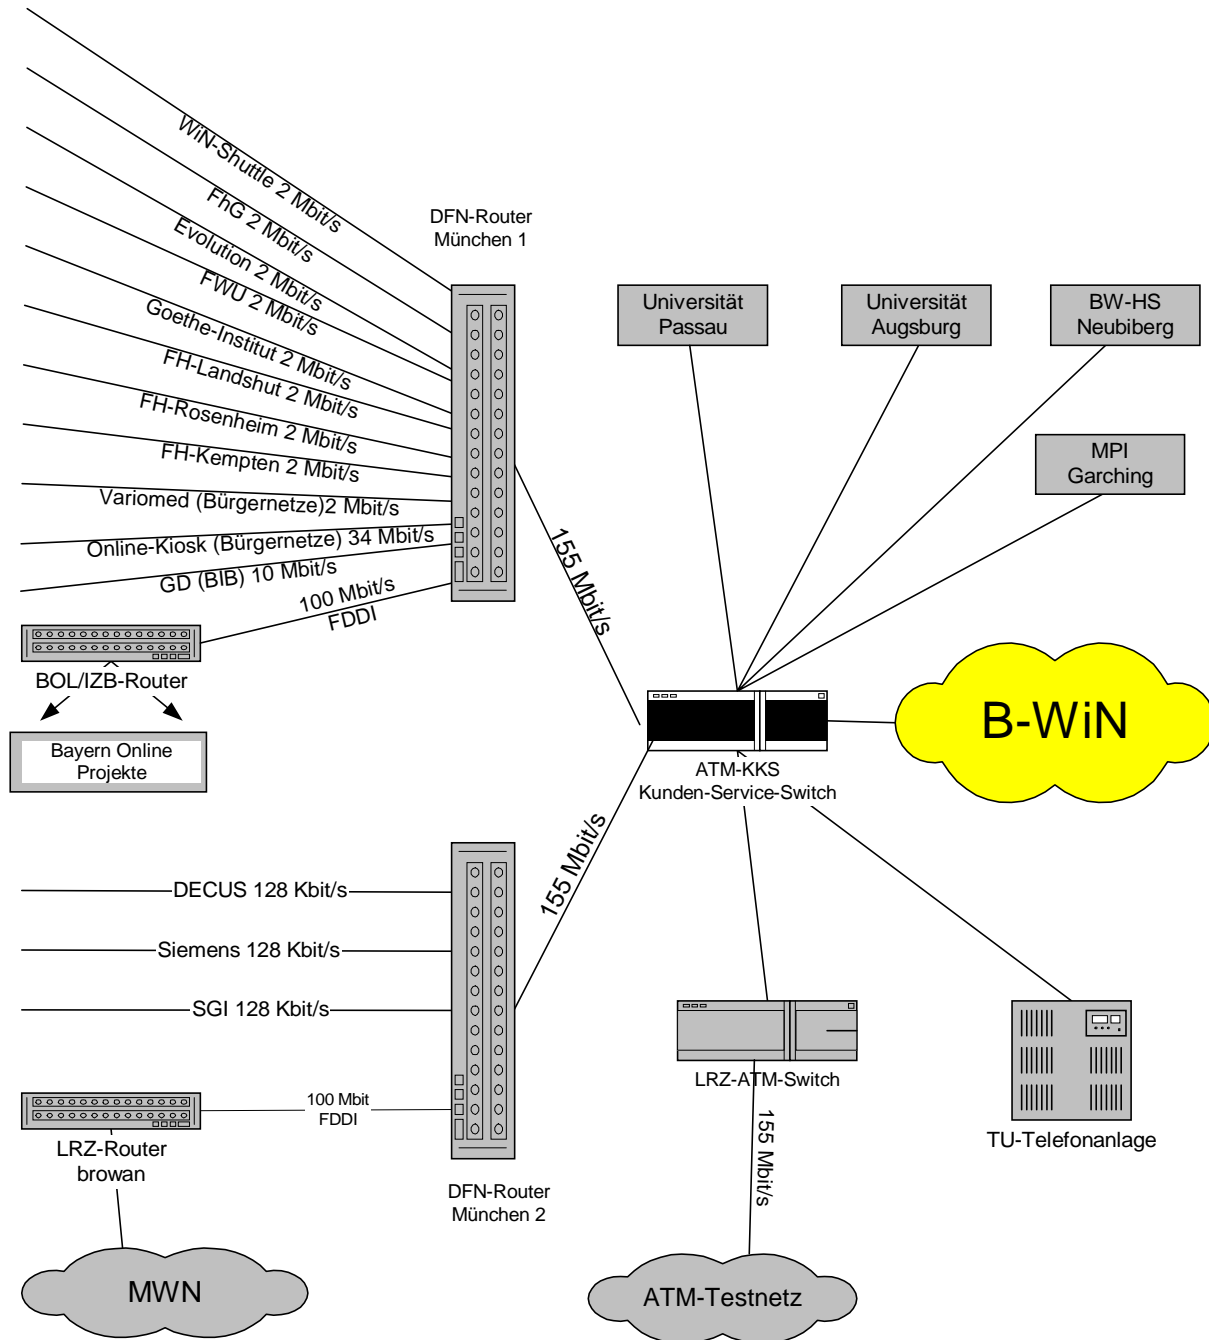 WiN-Shuttle 2 Mbit/s
FhG 2 Mbit/s
Evolution 2 Mbit/s
FWU 2 Mbit/s
Goethe-Institut 2 Mbit/s
FH-Landshut 2 Mbit/s
FH-Rosenheim 2 Mbit/s
FH-Kempten 2 Mbit/s
Variomed (Bürgernetze)2 Mbit/s
Online-Kiosk (Bürgernetze) 34 Mbit/s
GD (BIB) 10 Mbit/s
100 Mbit/s
FDDI
DFN-Router
München 1
BOL/IZB-Router
Bayern Online
Projekte
155 Mbit/s
Universität
Passau
Universität
Augsburg
BW-HS
Neubiberg
MPI
Garching
B-WiN
ATM-KKS
Kunden-Service-Switch
155 Mbit/s
DECUS 128 Kbit/s
Siemens 128 Kbit/s
SGI 128 Kbit/s
100 Mbit
FDDI
LRZ-Router
browan
DFN-Router
München 2
MWN
LRZ-ATM-Switch
155 Mbit/s
ATM-Testnetz
TU-Telefonanlage